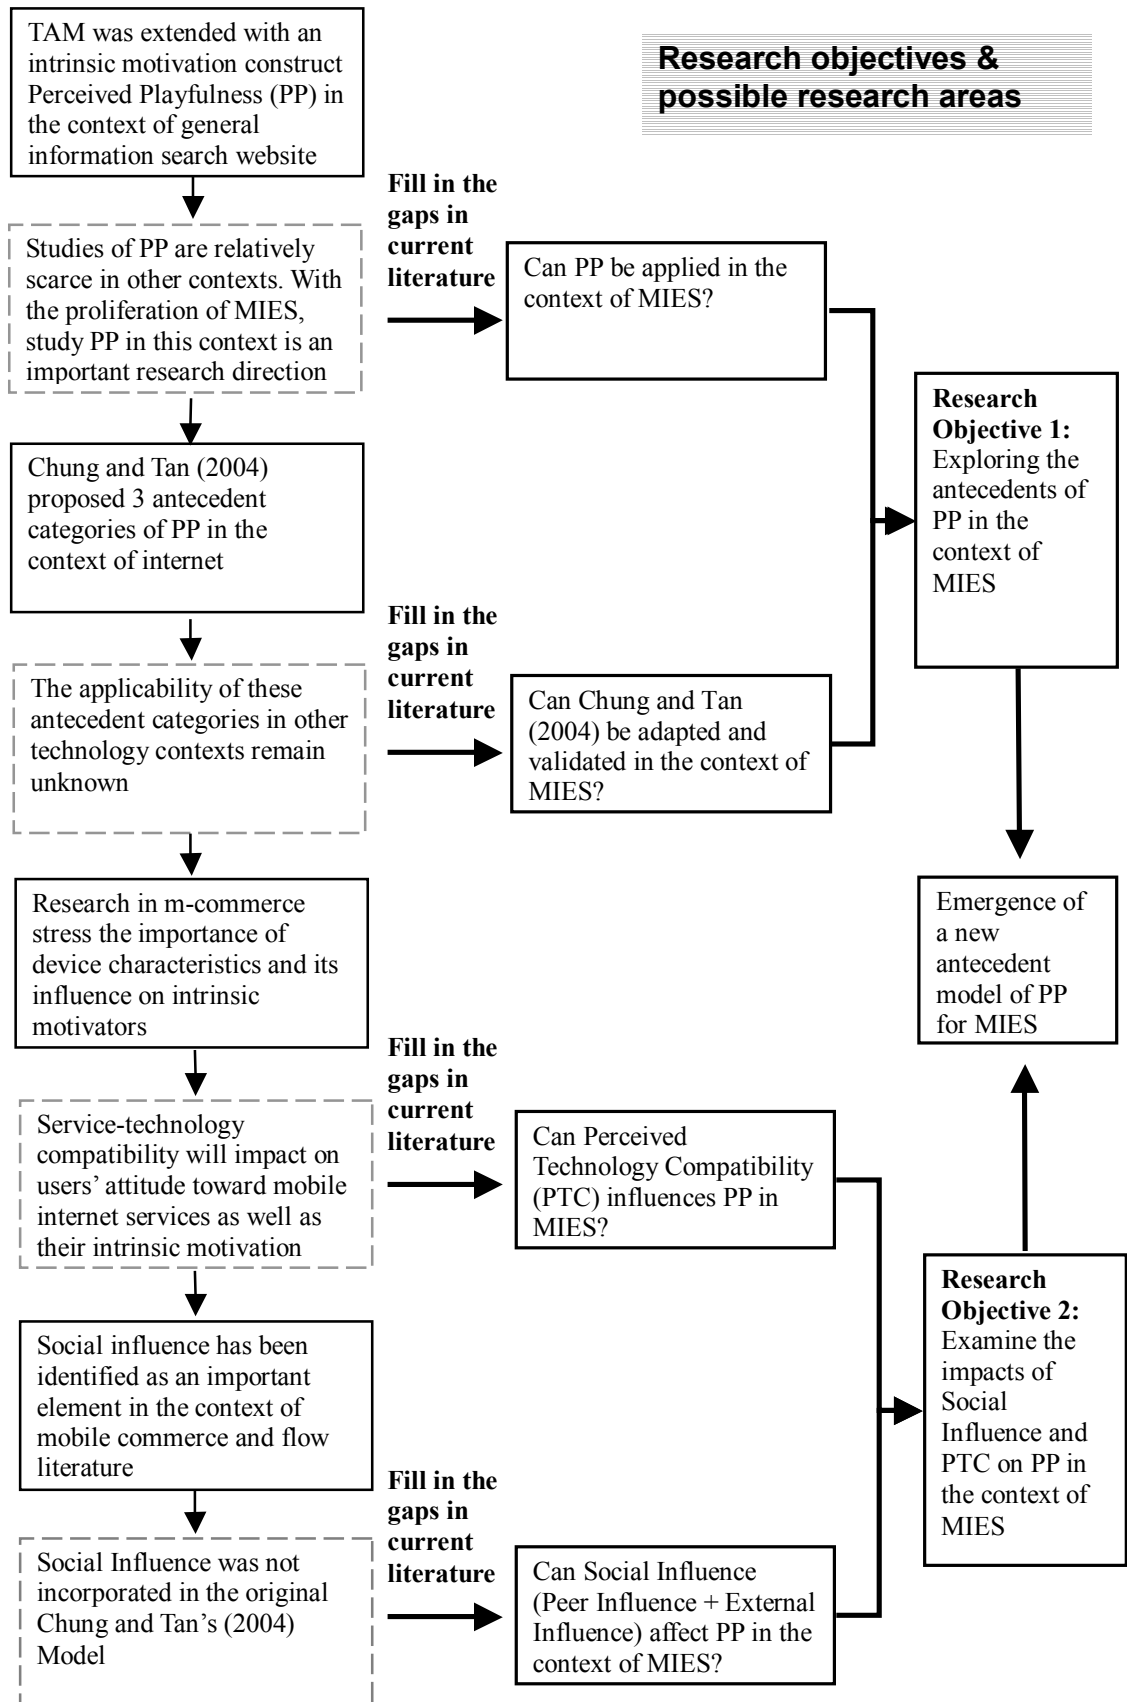 TAM was extended with an
intrinsic motivation construct
Perceived Playfulness (PP) in
the context of general
information search website
Research objectives &
possible research areas
Studies of PP are relatively
scarce in other contexts. With
the proliferation of MIES,
study PP in this context is an
important research direction
Fill in the
gaps in
current
literature
Can PP be applied in the
context of MIES?
Chung and Tan (2004)
proposed 3 antecedent
categories of PP in the
context of internet
The applicability of these
antecedent categories in other
technology contexts remain
unknown
Fill in the
gaps in
current
literature
Can Chung and Tan
(2004) be adapted and
validated in the context of
MIES?
Research
Objective 1:
Exploring the
antecedents of
PP in the
context of
MIES
Research in m-commerce
stress the importance of
device characteristics and its
influence on intrinsic
motivators
Emergence of
a new
antecedent
model of PP
for MIES
Service-technology
compatibility will impact on
users' attitude toward mobile
internet services as well as
their intrinsic motivation
Fill in the
gaps in
current
literature
Can Perceived
Technology Compatibility
(PTC) influences PP in
MIES?
Social influence has been
identified as an important
element in the context of
mobile commerce and flow
literature
Research
Objective 2:
Examine the
impacts of
Social
Influence and
PTC on PP in
the context of
MIES
Social Influence was not
incorporated in the original
Chung and Tan's (2004)
Model
Fill in the
gaps in
current
literature
Can Social Influence
(Peer Influence + External
Influence) affect PP in the
context of MIES?